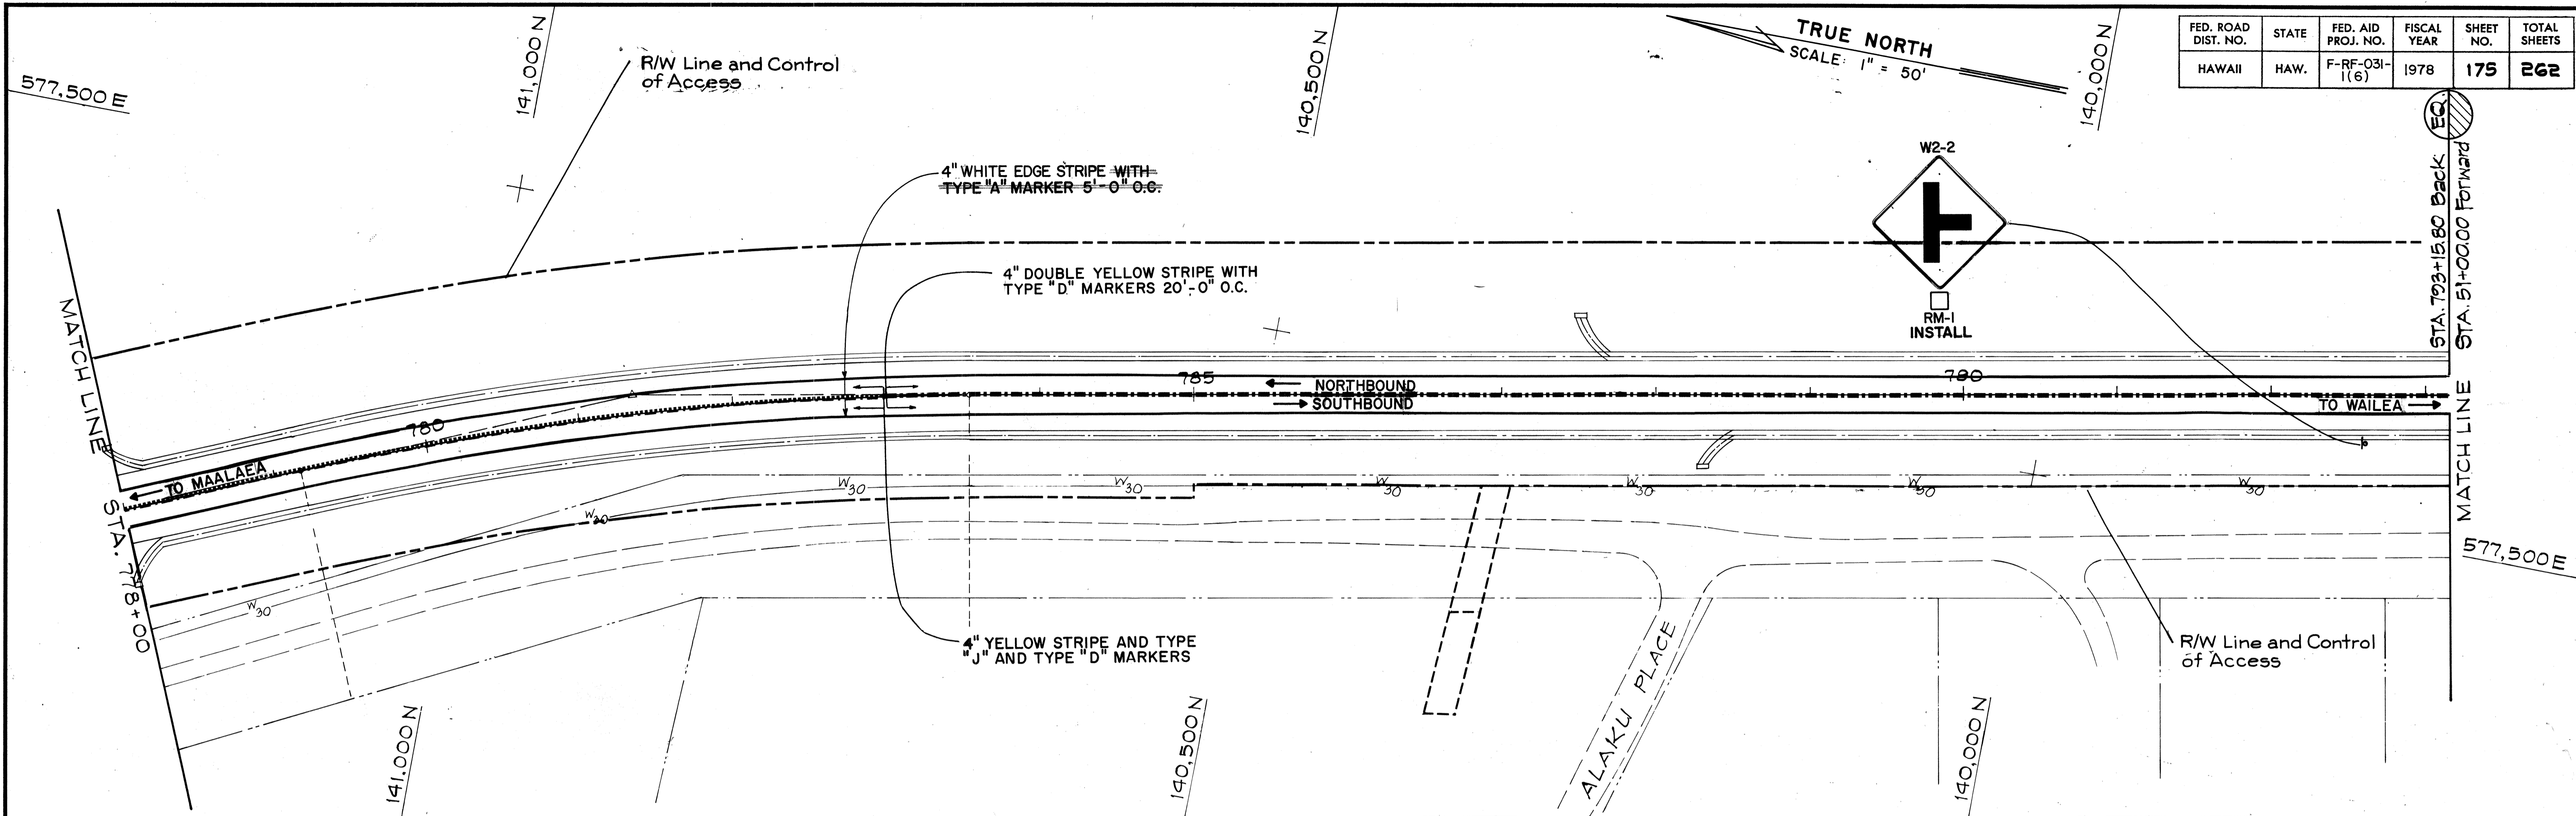 FED. ROAD DIST. NO. STATE FED. AID PROJ. NO. FISCAL YEAR SHEET NO. TOTAL SHEETS
HAWAII HAW. F-RF-031-1(6) 1978 175 262
577,500 E
141,000 N
R/W Line and Control
of Access
140,500 N
TRUE NORTH
SCALE: 1" = 50'
140,000 N
STA. 793+15.80 Back EQ.
STA. 51+00.00 Forward
4" WHITE EDGE STRIPE WITH
TYPE "A" MARKER 5'-0" O.C.
W2-2
RM-1
INSTALL
4" DOUBLE YELLOW STRIPE WITH
TYPE "D" MARKERS 20'-0" O.C.
MATCH LINE STA. 778+00
780
785
780
NORTHBOUND
SOUTHBOUND
TO MAALAEA
TO WAILEA
MATCH LINE
W30
W30
W30
W30
W30
W30
W30
W30
577,500 E
4" YELLOW STRIPE AND TYPE
"J" AND TYPE "D" MARKERS
ALAKU PLACE
R/W Line and Control
of Access
141,000 N
140,500 N
140,000 N